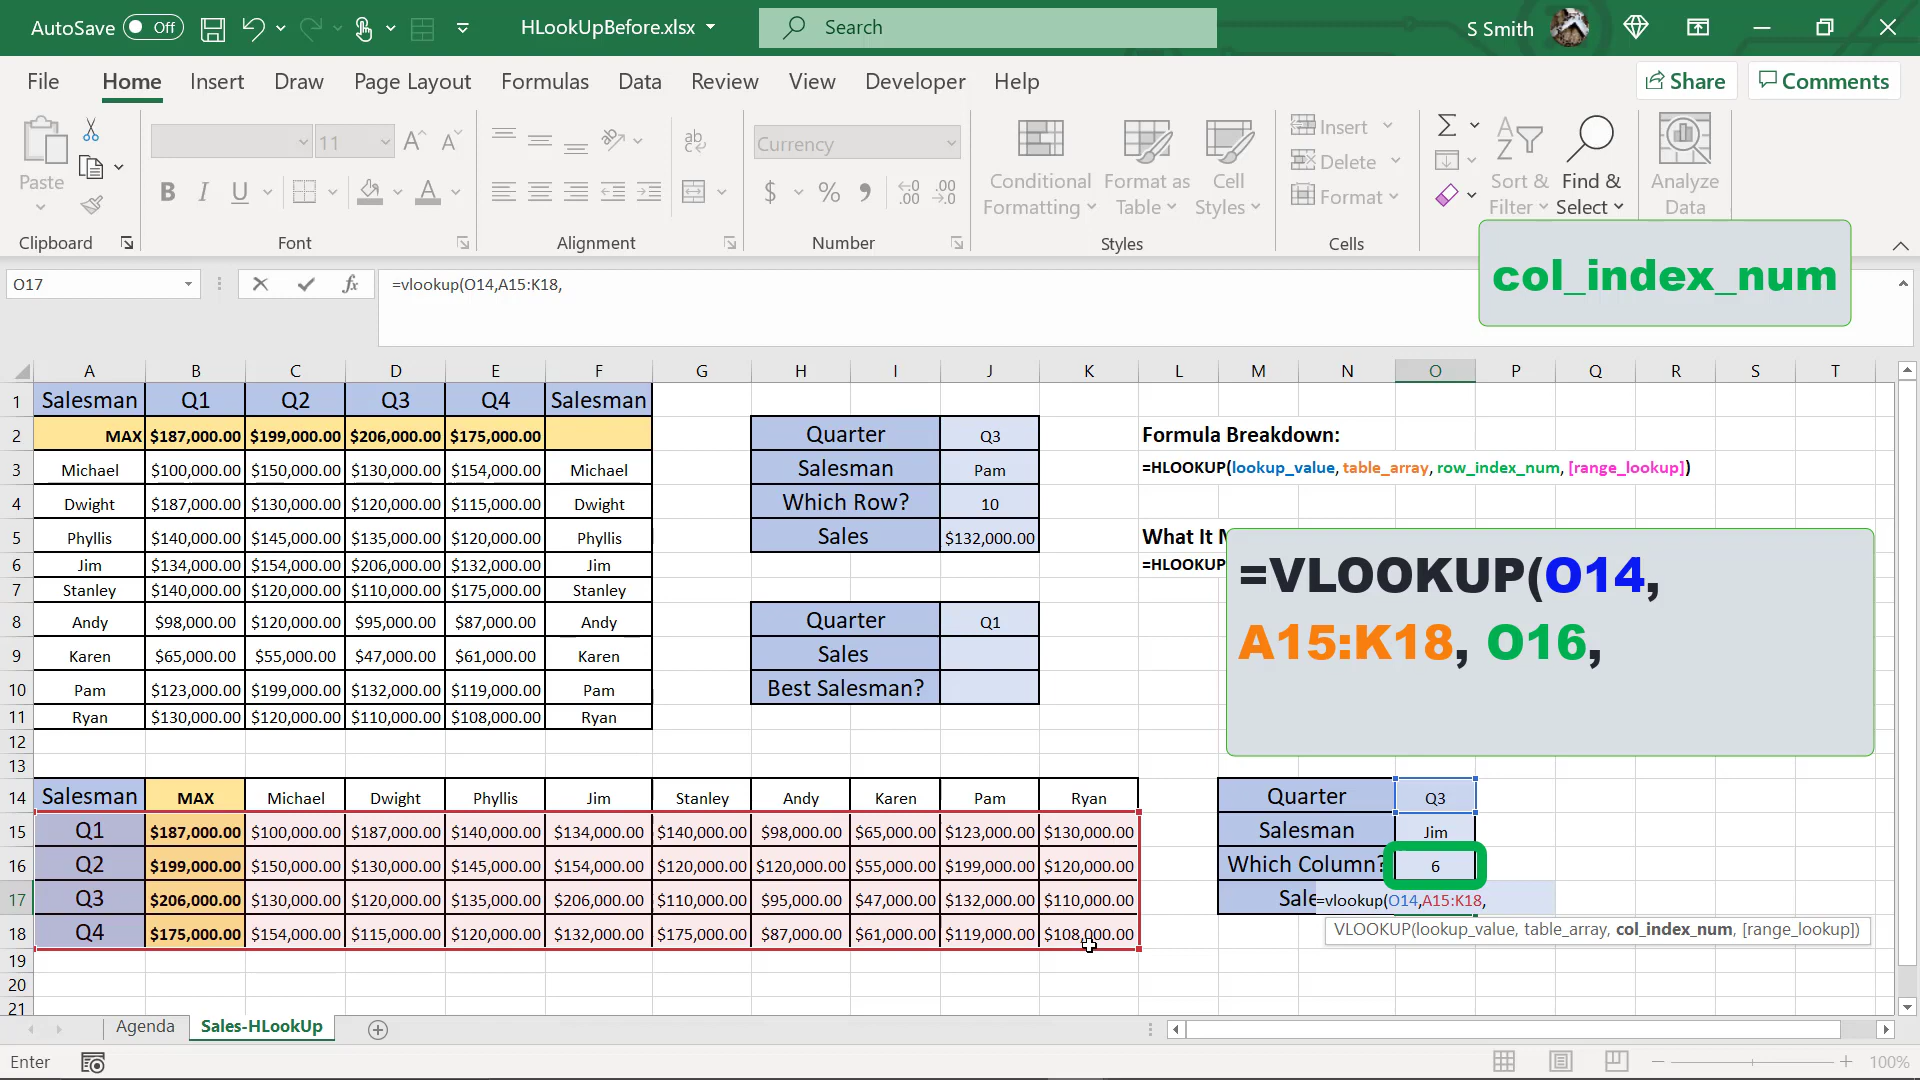 AutoSave Off HLookUpBefore.xlsx Search S Smith
File Home Insert Draw Page Layout Formulas Data Review View Developer Help Share Comments
11 Currency
Paste Conditional Formatting Format as Table Cell Styles Insert Delete Format Sort & Filter Find & Select Analyze Data
Clipboard Font Alignment Number Styles Cells
col_index_num
O17 =vlookup(O14,A15:K18,
A B C D E F G H I J K L M N O P Q R S T
1 Salesman Q1 Q2 Q3 Q4 Salesman
2 MAX $187,000.00 $199,000.00 $206,000.00 $175,000.00 Quarter Q3 Formula Breakdown:
3 Michael $100,000.00 $150,000.00 $130,000.00 $154,000.00 Michael Salesman Pam =HLOOKUP(lookup_value, table_array, row_index_num, [range_lookup])
4 Dwight $187,000.00 $130,000.00 $120,000.00 $115,000.00 Dwight Which Row? 10
5 Phyllis $140,000.00 $145,000.00 $135,000.00 $120,000.00 Phyllis Sales $132,000.00 What It M
6 Jim $134,000.00 $154,000.00 $206,000.00 $132,000.00 Jim =HLOOKUP
=VLOOKUP(O14,
A15:K18, O16,
7 Stanley $140,000.00 $120,000.00 $110,000.00 $175,000.00 Stanley
8 Andy $98,000.00 $120,000.00 $95,000.00 $87,000.00 Andy Quarter Q1
9 Karen $65,000.00 $55,000.00 $47,000.00 $61,000.00 Karen Sales
10 Pam $123,000.00 $199,000.00 $132,000.00 $119,000.00 Pam Best Salesman?
11 Ryan $130,000.00 $120,000.00 $110,000.00 $108,000.00 Ryan
12
13
14 Salesman MAX Michael Dwight Phyllis Jim Stanley Andy Karen Pam Ryan Quarter Q3
15 Q1 $187,000.00 $100,000.00 $187,000.00 $140,000.00 $134,000.00 $140,000.00 $98,000.00 $65,000.00 $123,000.00 $130,000.00 Salesman Jim
16 Q2 $199,000.00 $150,000.00 $130,000.00 $145,000.00 $154,000.00 $120,000.00 $120,000.00 $55,000.00 $199,000.00 $120,000.00 Which Column? 6
17 Q3 $206,000.00 $130,000.00 $120,000.00 $135,000.00 $206,000.00 $110,000.00 $95,000.00 $47,000.00 $132,000.00 $110,000.00 Sale =vlookup(O14,A15:K18,
18 Q4 $175,000.00 $154,000.00 $115,000.00 $120,000.00 $132,000.00 $175,000.00 $87,000.00 $61,000.00 $119,000.00 $108,000.00 VLOOKUP(lookup_value, table_array, col_index_num, [range_lookup])
19
20
21
Agenda Sales-HLookUp
Enter 100%